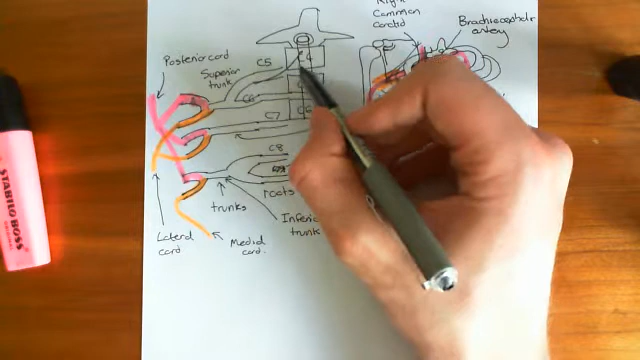 Right
Common
Carotid
Brachiocephalic
artery
Posterior cord
Superior
trunk
C5
C4
C6
C6
C7
C8
roots
trunks
Inferior
trunk
Lateral
cord
Medial
cord.
STABILO BOSS